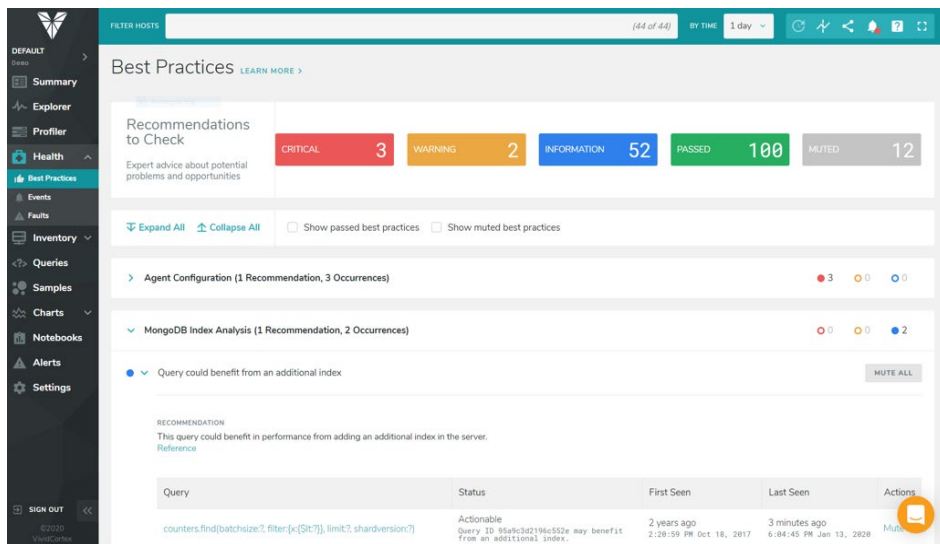 FILTER HOSTS
(44 of 44)
BY TIME
1 day
DEFAULT
Demo
Summary
Explorer
Profiler
Health
Best Practices
Events
Faults
Inventory
Queries
Samples
Charts
Notebooks
Alerts
Settings
SIGN OUT
©2020
VividCortex
Best Practices LEARN MORE >
Recommendations
to Check
Expert advice about potential
problems and opportunities
CRITICAL 3
WARNING 2
INFORMATION 52
PASSED 100
MUTED 12
Expand All Collapse All Show passed best practices Show muted best practices
Agent Configuration (1 Recommendation, 3 Occurrences) 3 0 0
MongoDB Index Analysis (1 Recommendation, 2 Occurrences) 0 0 2
Query could benefit from an additional index MUTE ALL
RECOMMENDATION
This query could benefit in performance from adding an additional index in the server.
Reference
Query Status First Seen Last Seen Actions
counters.find(batchsize:?, filter:{x:{$lt:?}}, limit:?, shardversion:?)
Actionable
Query ID 95a9c3d2196c552e may benefit
from an additional index.
2 years ago
2:20:59 PM Oct 18, 2017
3 minutes ago
6:04:45 PM Jan 13, 2020